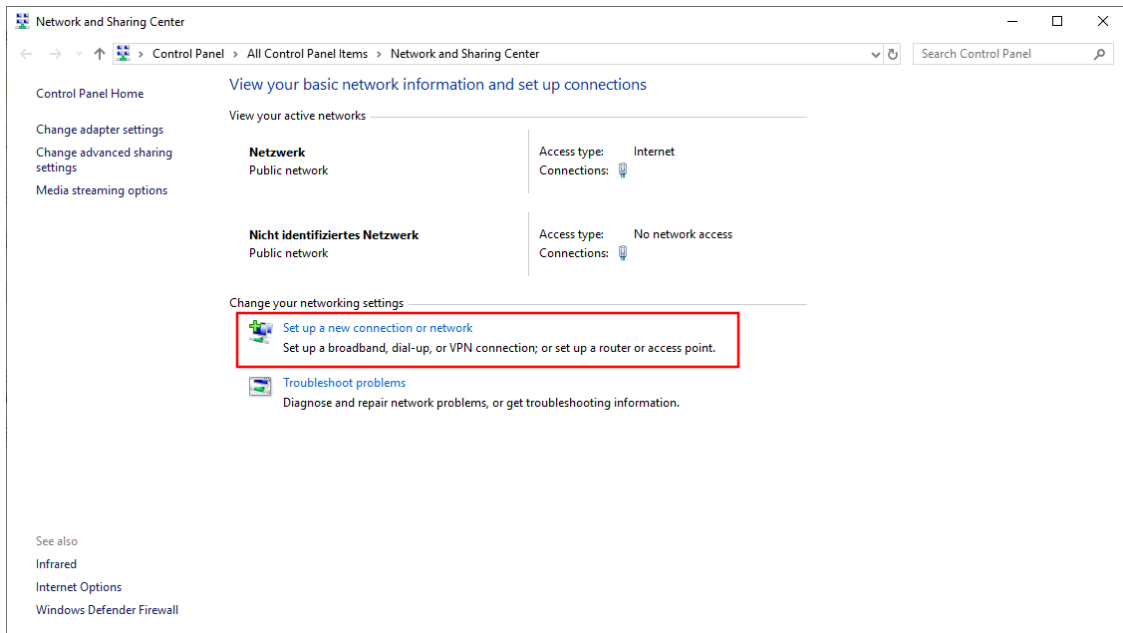 Network and Sharing Center
Control Panel > All Control Panel Items > Network and Sharing Center
Search Control Panel
Control Panel Home
Change adapter settings
Change advanced sharing
settings
Media streaming options
See also
Infrared
Internet Options
Windows Defender Firewall
View your basic network information and set up connections
View your active networks
Netzwerk
Public network
Access type: Internet
Connections:
Nicht identifiziertes Netzwerk
Public network
Access type: No network access
Connections:
Change your networking settings
Set up a new connection or network
Set up a broadband, dial-up, or VPN connection; or set up a router or access point.
Troubleshoot problems
Diagnose and repair network problems, or get troubleshooting information.